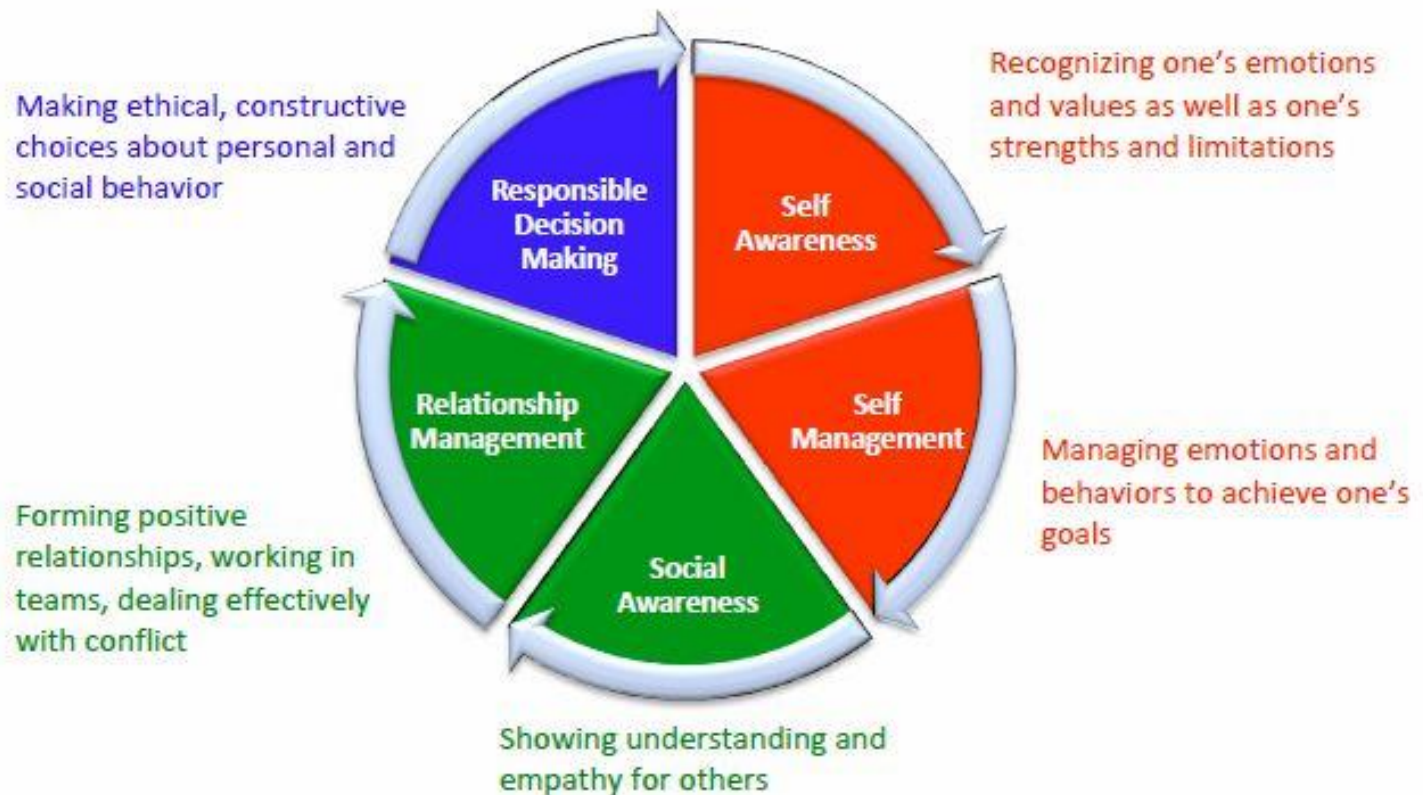 Making ethical, constructive
choices about personal and
social behavior
Responsible
Decision
Making
Self
Awareness
Recognizing one’s emotions
and values as well as one’s
strengths and limitations
Relationship
Management
Self
Management
Managing emotions and
behaviors to achieve one’s
goals
Forming positive
relationships, working in
teams, dealing effectively
with conflict
Social
Awareness
Showing understanding and
empathy for others